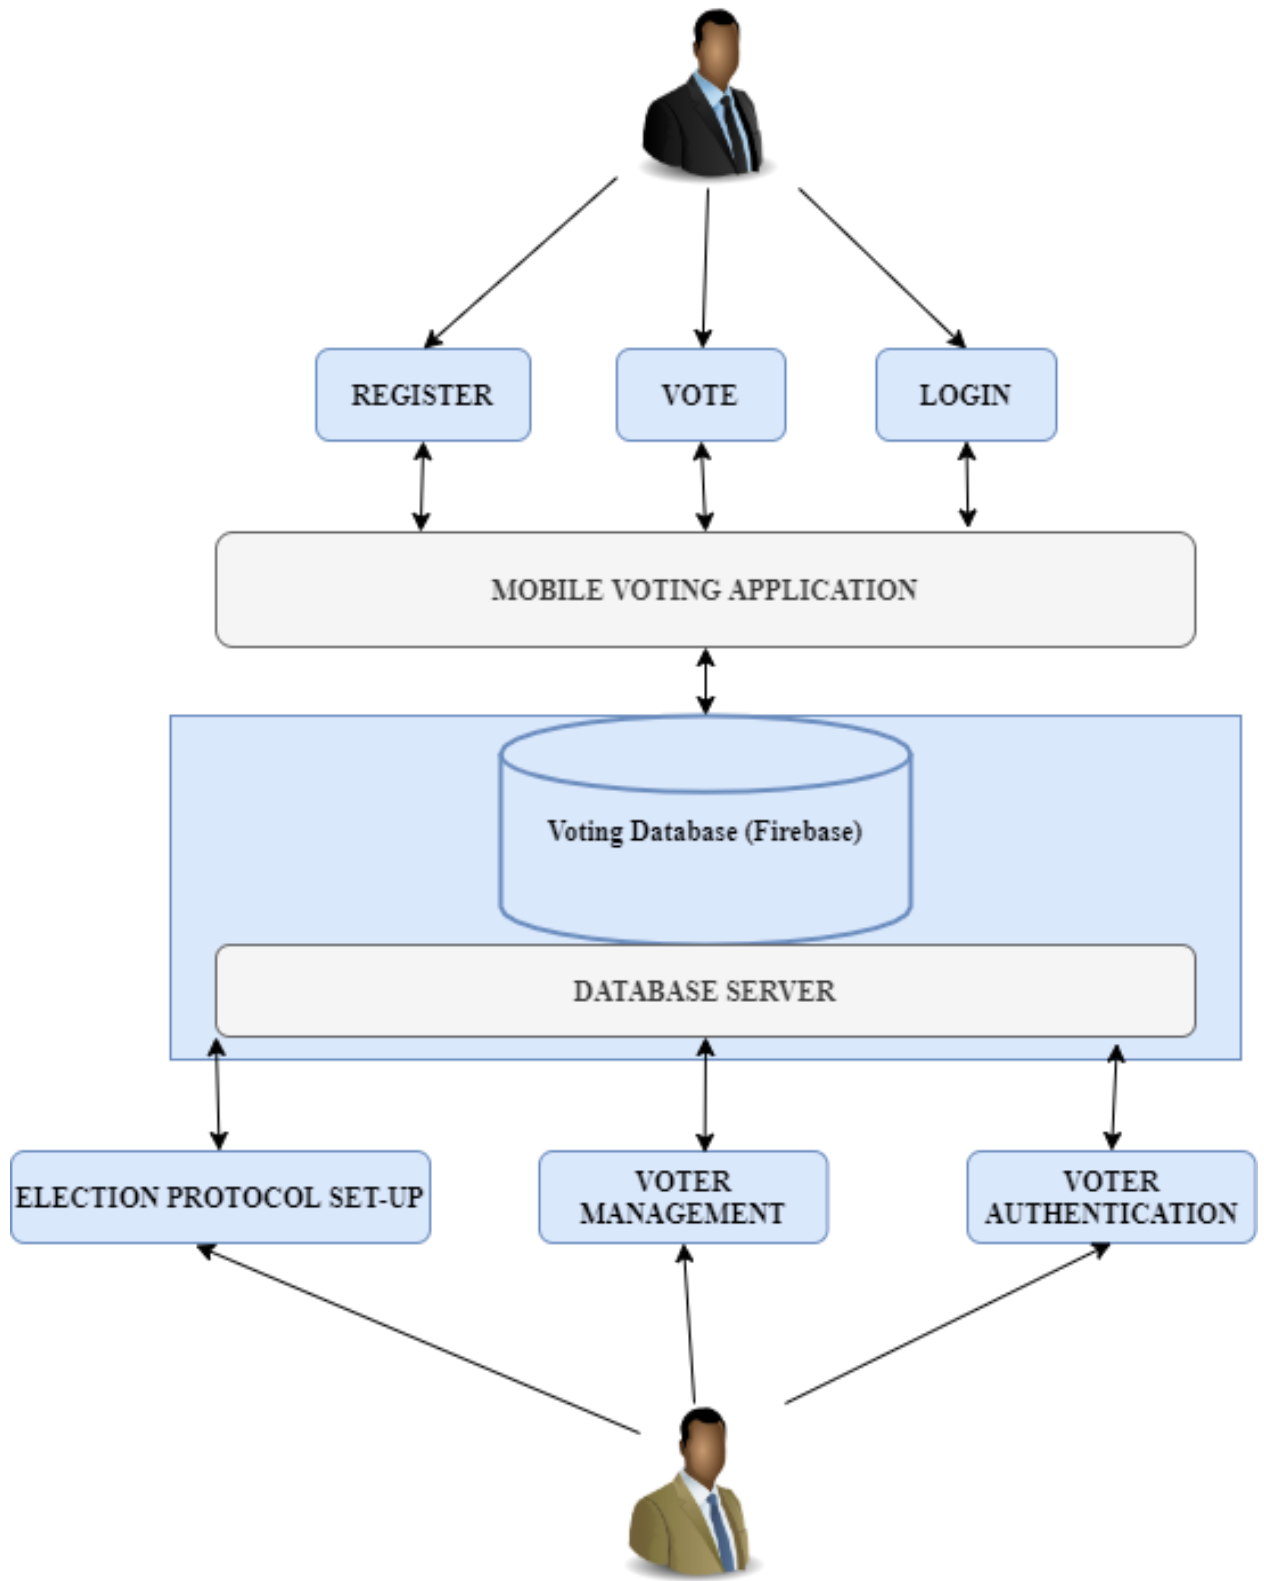 REGISTER
VOTE
LOGIN
MOBILE VOTING APPLICATION
Voting Database (Firebase)
DATABASE SERVER
ELECTION PROTOCOL SET-UP
VOTER
MANAGEMENT
VOTER
AUTHENTICATION